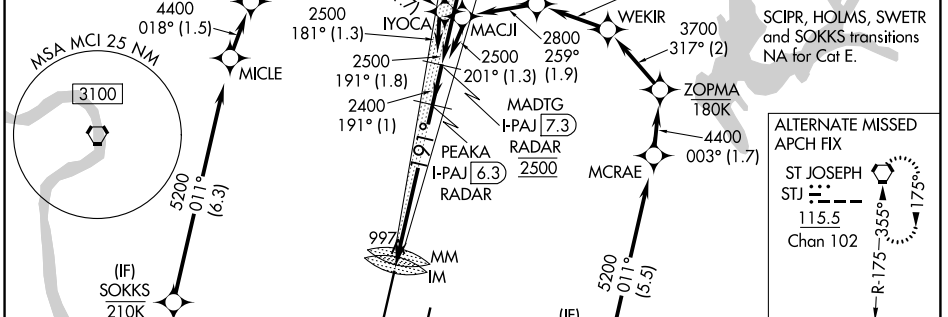 4400
018° (1.5)
MICLE
MSA MCI 25 NM
3100
5200
011°
(6.3)
(IF)
SOKKS
210K
2500
181° (1.3)
IYOCA
MACJI
2500
191° (1.8)
2400
191° (1)
2500
201° (1.3)
2800
259°
(1.9)
WEKIR
3700
317° (2)
ZOPMA
180K
4400
003° (1.7)
MCRAE
5200
011°
(5.5)
(IF)
MADTG
I-PAJ 7.3
RADAR
2500
PEAKA
I-PAJ 6.3
RADAR
191°
997
MM
IM
SCIPR, HOLMS, SWETR
and SOKKS transitions
NA for Cat E.
ALTERNATE MISSED
APCH FIX
ST JOSEPH
STJ
115.5
Chan 102
R-175
355°
175°